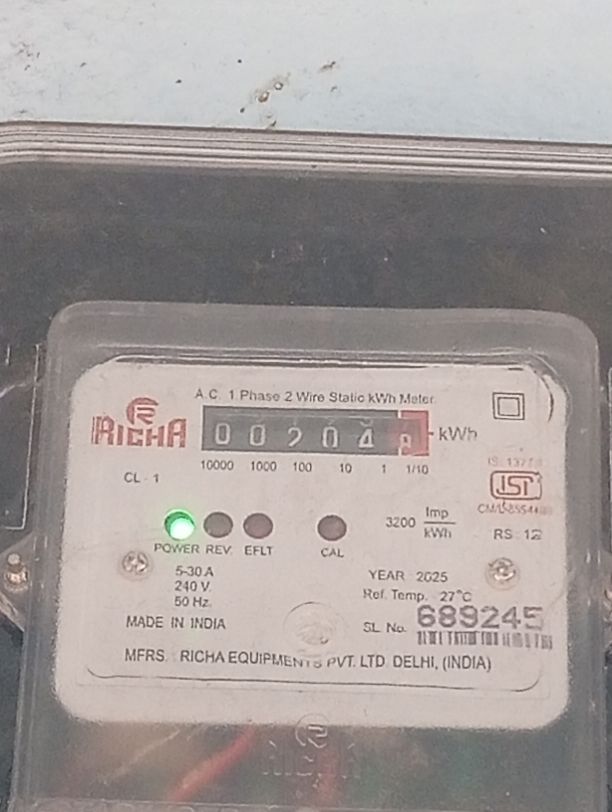 A.C. 1 Phase 2 Wire Static kWh Meter
RICHA
0 0 2 0 4
kWh
10000 1000 100 10 1 1/10
CL - 1
ISI
3200 Imp/kWh
RS : 12
POWER REV. EFLT CAL
5-30 A
240 V.
50 Hz.
YEAR : 2025
Ref. Temp. : 27°C
MADE IN INDIA
SL. No. 689245
MFRS. : RICHA EQUIPMENTS PVT. LTD. DELHI, (INDIA)
RICHA